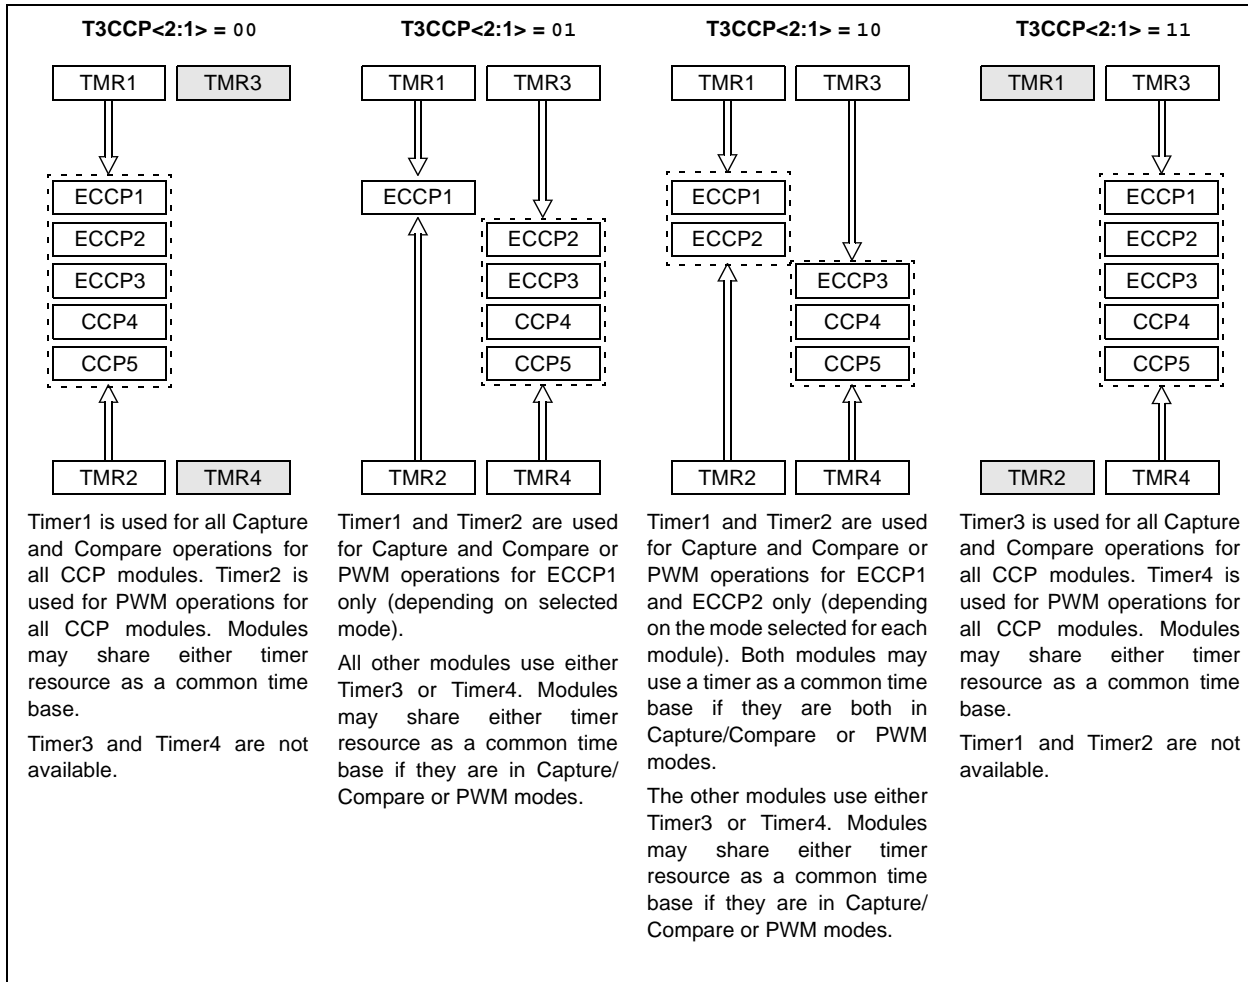 T3CCP<2:1> = 00
TMR1
TMR3
ECCP1
ECCP2
ECCP3
CCP4
CCP5
TMR2
TMR4
Timer1 is used for all Capture
and Compare operations for
all CCP modules. Timer2 is
used for PWM operations for
all CCP modules. Modules
may share either timer
resource as a common time
base.
Timer3 and Timer4 are not
available.
T3CCP<2:1> = 01
TMR1
TMR3
ECCP1
ECCP2
ECCP3
CCP4
CCP5
TMR2
TMR4
Timer1 and Timer2 are used
for Capture and Compare or
PWM operations for ECCP1
only (depending on selected
mode).
All other modules use either
Timer3 or Timer4. Modules
may share either timer
resource as a common time
base if they are in Capture/
Compare or PWM modes.
T3CCP<2:1> = 10
TMR1
TMR3
ECCP1
ECCP2
ECCP3
CCP4
CCP5
TMR2
TMR4
Timer1 and Timer2 are used
for Capture and Compare or
PWM operations for ECCP1
and ECCP2 only (depending
on the mode selected for each
module). Both modules may
use a timer as a common time
base if they are both in
Capture/Compare or PWM
modes.
The other modules use either
Timer3 or Timer4. Modules
may share either timer
resource as a common time
base if they are in Capture/
Compare or PWM modes.
T3CCP<2:1> = 11
TMR1
TMR3
ECCP1
ECCP2
ECCP3
CCP4
CCP5
TMR2
TMR4
Timer3 is used for all Capture
and Compare operations for
all CCP modules. Timer4 is
used for PWM operations for
all CCP modules. Modules
may share either timer
resource as a common time
base.
Timer1 and Timer2 are not
available.